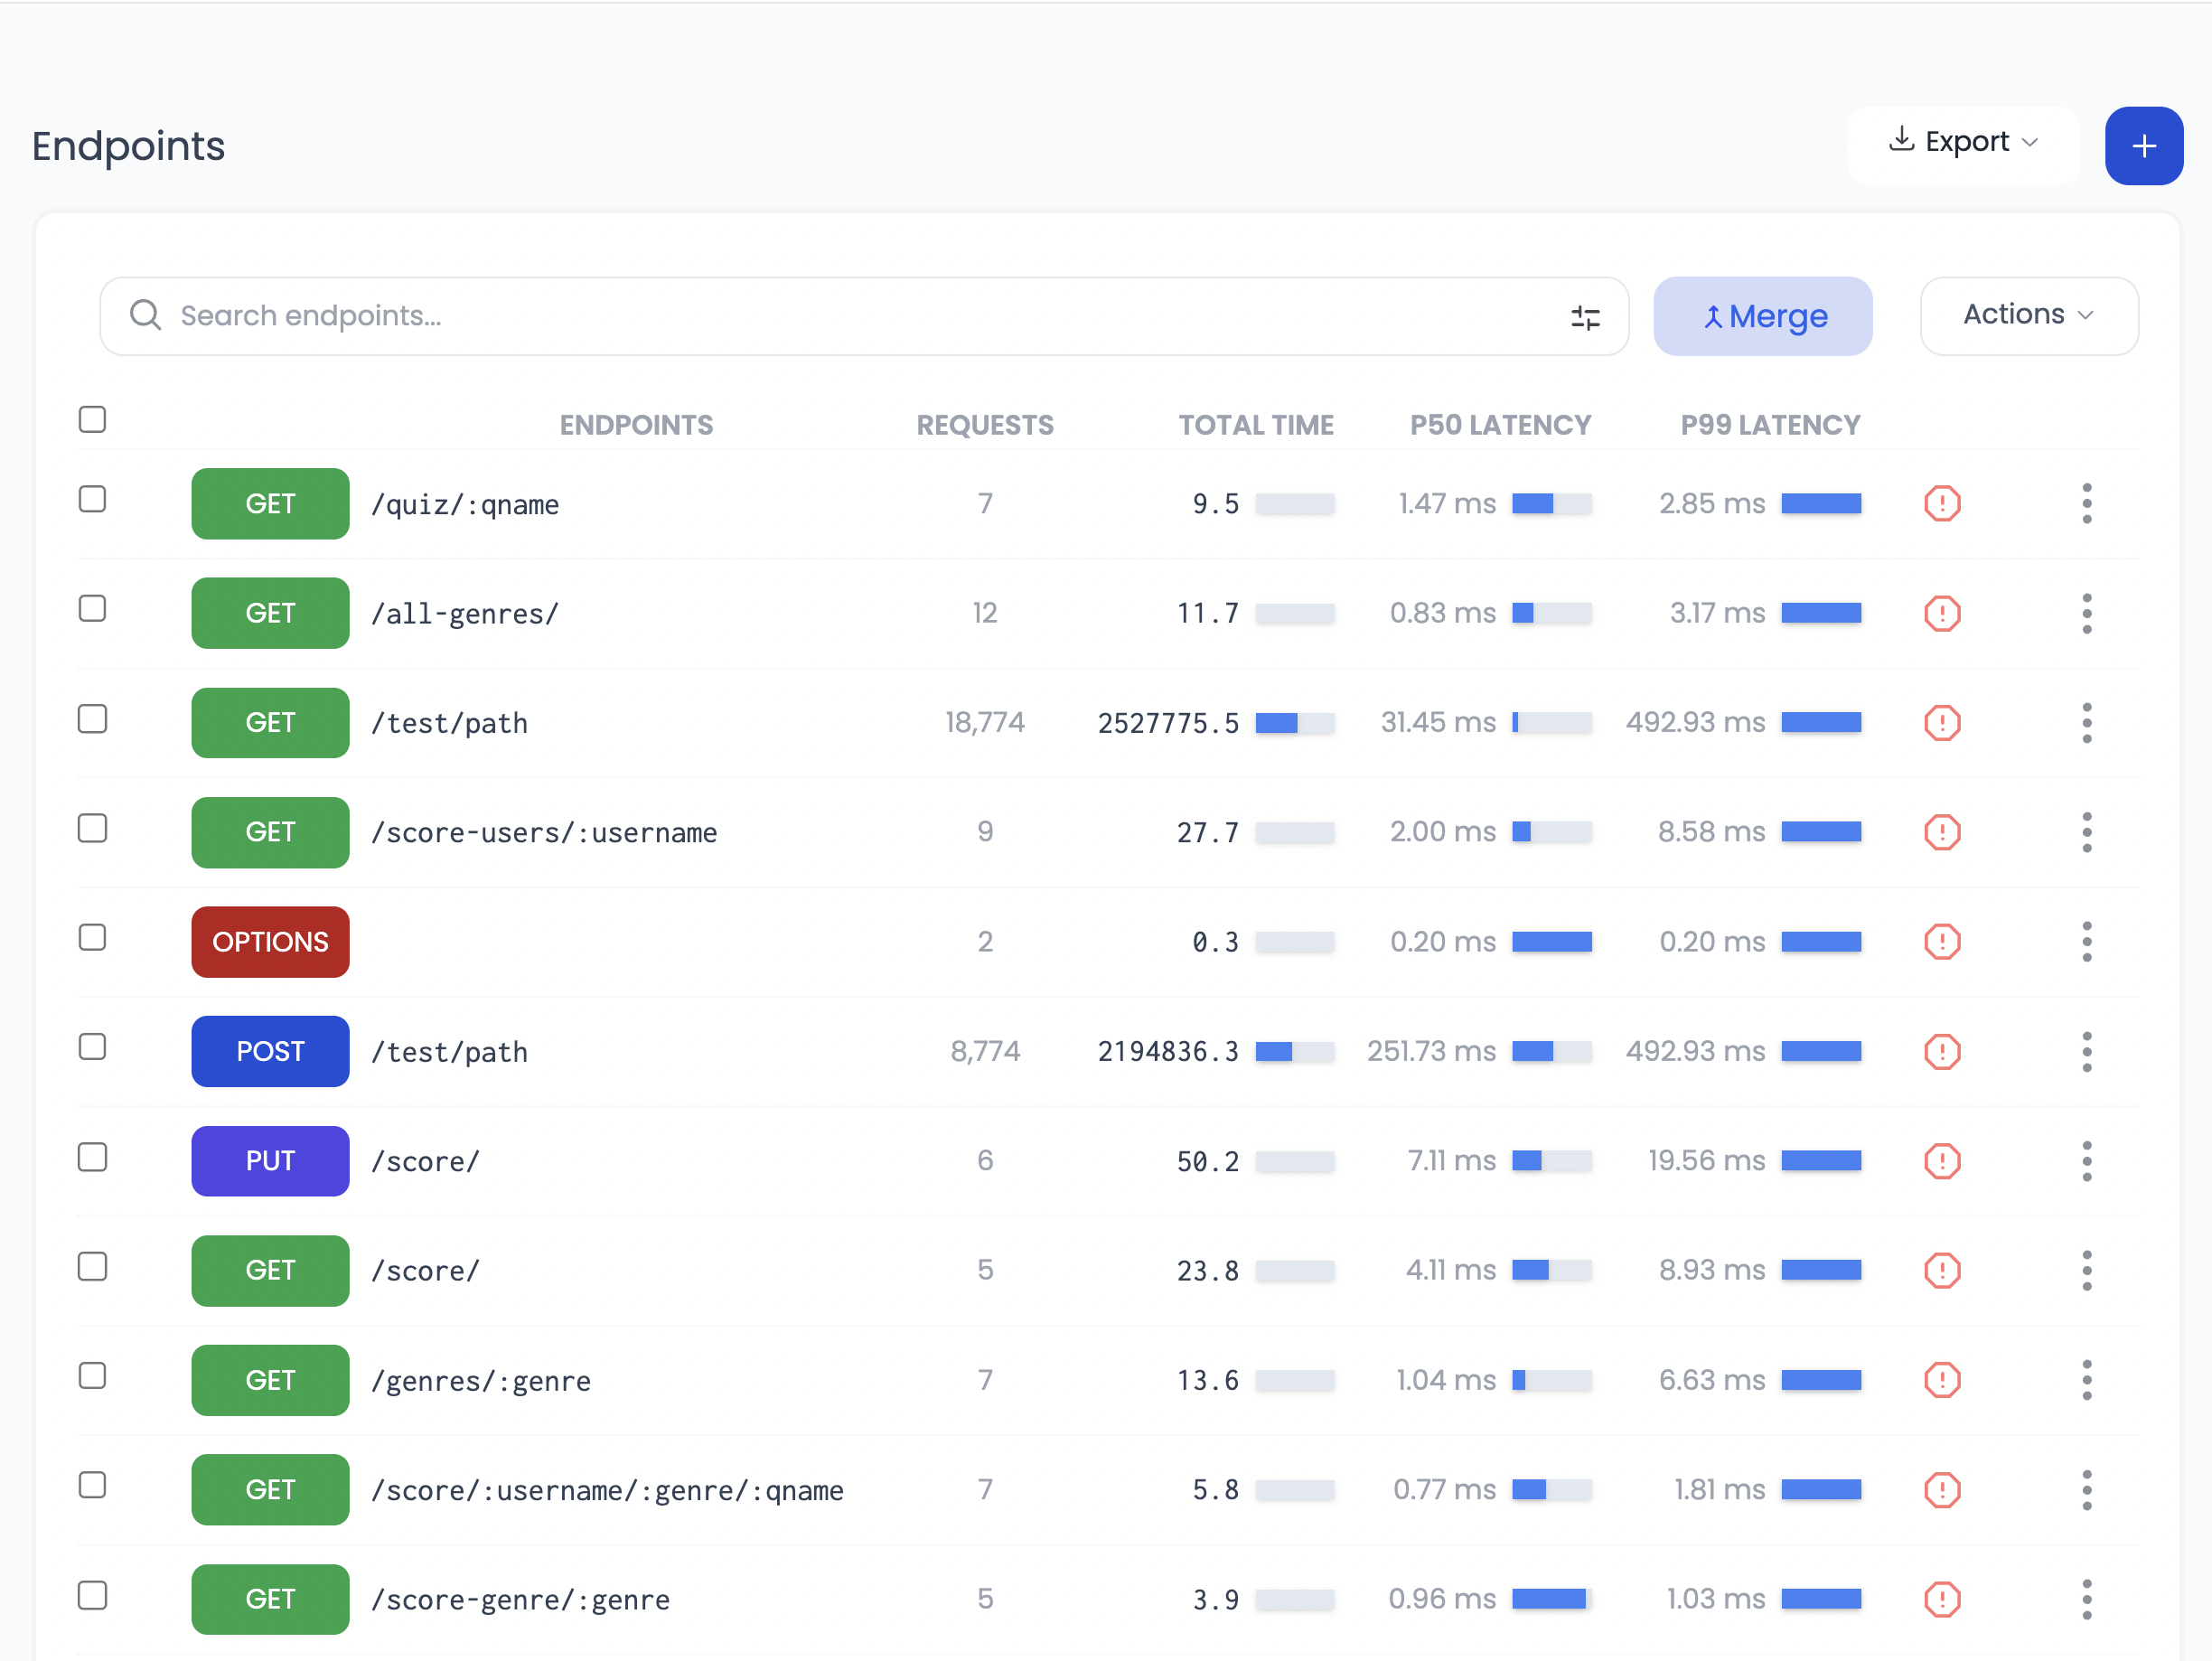 Endpoints
Export
+
Search endpoints...
Merge
Actions
ENDPOINTS REQUESTS TOTAL TIME P50 LATENCY P99 LATENCY
GET /quiz/:qname 7 9.5 1.47 ms 2.85 ms
GET /all-genres/ 12 11.7 0.83 ms 3.17 ms
GET /test/path 18,774 2527775.5 31.45 ms 492.93 ms
GET /score-users/:username 9 27.7 2.00 ms 8.58 ms
OPTIONS 2 0.3 0.20 ms 0.20 ms
POST /test/path 8,774 2194836.3 251.73 ms 492.93 ms
PUT /score/ 6 50.2 7.11 ms 19.56 ms
GET /score/ 5 23.8 4.11 ms 8.93 ms
GET /genres/:genre 7 13.6 1.04 ms 6.63 ms
GET /score/:username/:genre/:qname 7 5.8 0.77 ms 1.81 ms
GET /score-genre/:genre 5 3.9 0.96 ms 1.03 ms